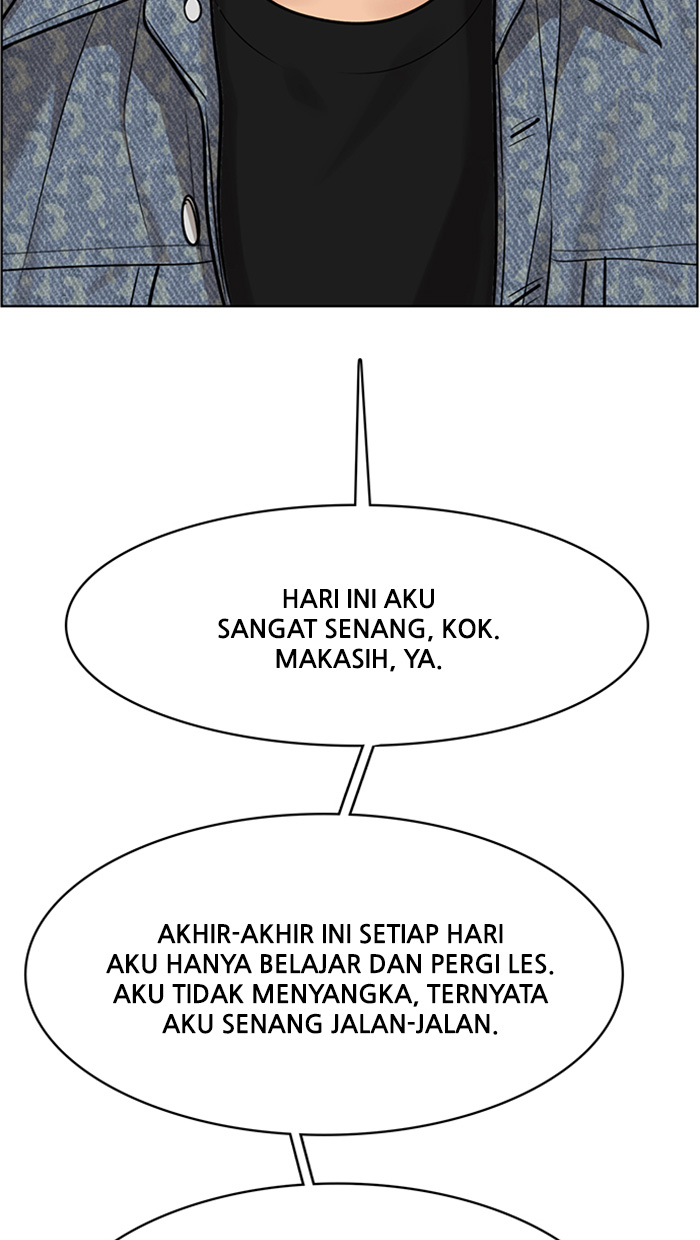 HARI INI AKU
SANGAT SENANG, KOK.
MAKASIH, YA.
AKHIR-AKHIR INI SETIAP HARI
AKU HANYA BELAJAR DAN PERGI LES.
AKU TIDAK MENYANGKA, TERNYATA
AKU SENANG JALAN-JALAN.